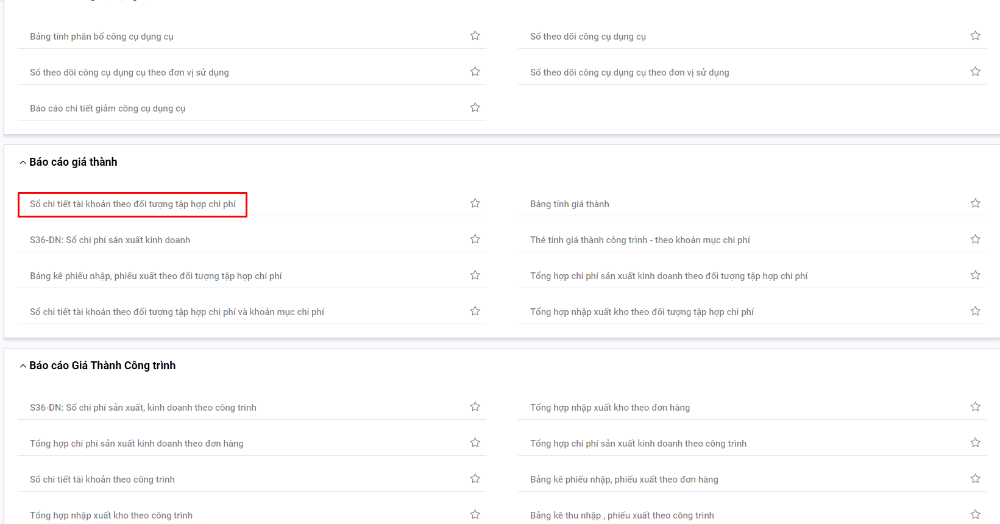 Bảng tính phân bổ công cụ dụng cụ
Sổ theo dõi công cụ dụng cụ
Sổ theo dõi công cụ dụng cụ theo đơn vị sử dụng
Sổ theo dõi công cụ dụng cụ theo đơn vị sử dụng
Báo cáo chi tiết giảm công cụ dụng cụ
Báo cáo giá thành
Sổ chi tiết tài khoản theo đối tượng tập hợp chi phí
Bảng tính giá thành
S36-DN: Sổ chi phí sản xuất kinh doanh
Thẻ tính giá thành công trình - theo khoản mục chi phí
Bảng kê phiếu nhập, phiếu xuất theo đối tượng tập hợp chi phí
Tổng hợp chi phí sản xuất kinh doanh theo đối tượng tập hợp chi phí
Sổ chi tiết tài khoản theo đối tượng tập hợp chi phí và khoản mục chi phí
Tổng hợp nhập xuất kho theo đối tượng tập hợp chi phí
Báo cáo Giá Thành Công trình
S36-DN: Sổ chi phí sản xuất, kinh doanh theo công trình
Tổng hợp nhập xuất kho theo đơn hàng
Tổng hợp chi phí sản xuất kinh doanh theo đơn hàng
Tổng hợp chi phí sản xuất kinh doanh theo công trình
Sổ chi tiết tài khoản theo công trình
Bảng kê phiếu nhập, phiếu xuất theo đơn hàng
Tổng hợp nhập xuất kho theo công trình
Bảng kê thu nhập , phiếu xuất theo công trình